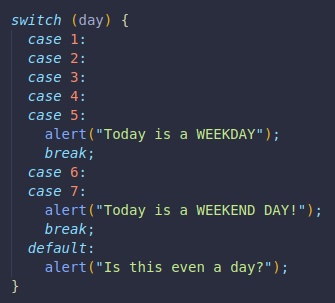 switch (day) {
  case 1:
  case 2:
  case 3:
  case 4:
  case 5:
    alert("Today is a WEEKDAY");
    break;
  case 6:
  case 7:
    alert("Today is a WEEKEND DAY!");
    break;
  default:
    alert("Is this even a day?");
}